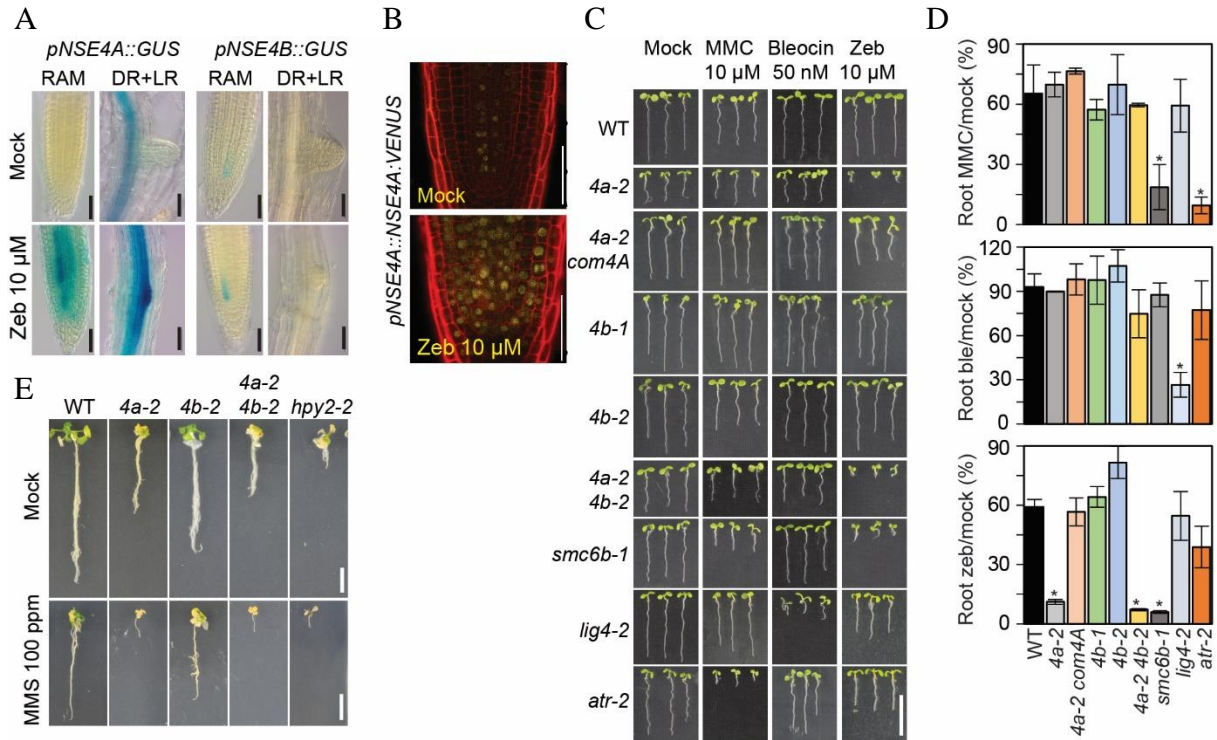 A
pNSE4A::GUS pNSE4B::GUS
RAM DR+LR RAM DR+LR
Mock
Zeb 10 µM
B
pNSE4A::NSE4A:VENUS
Mock
Zeb 10 µM
C
Mock MMC Bleocin Zeb
10 µM 50 nM 10 µM
WT
4a-2
4a-2
com4A
4b-1
4b-2
4a-2
4b-2
smc6b-1
lig4-2
atr-2
D
Root MMC/mock (%)
90
60
30
0
*
*
Root ble/mock (%)
120
90
60
30
0
*
Root zeb/mock (%)
90
60
30
0
*
*
*
WT
4a-2
4a-2 com4A
4b-1
4b-2
4a-2 4b-2
smc6b-1
lig4-2
atr-2
E
4a-2
WT 4a-2 4b-2 4b-2 hpy2-2
Mock
MMS 100 ppm